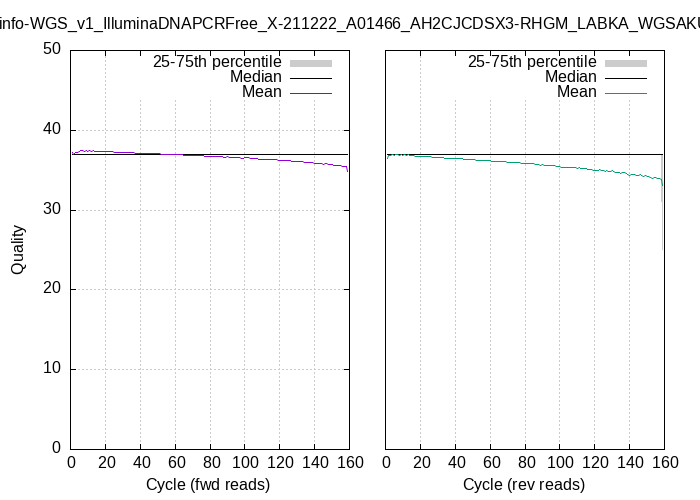 info-WGS_v1_IlluminaDNAPCRFree_X-211222_A01466_AH2CJCDSX3-RHGM_LABKA_WGSAKU
25-75th percentile
Median
Mean
25-75th percentile
Median
Mean
50
40
30
20
10
0
Quality
0 20 40 60 80 100 120 140 160
0 20 40 60 80 100 120 140 160
Cycle (fwd reads)
Cycle (rev reads)